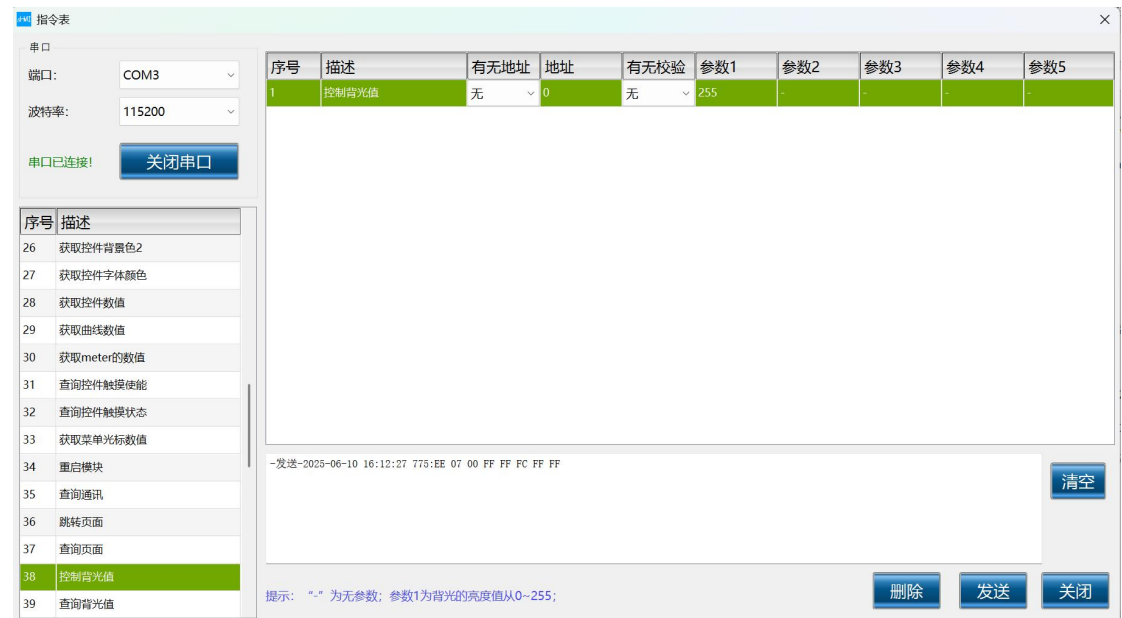 指令表
串口
端口: COM3
波特率: 115200
串口已连接! 关闭串口
序号 描述
26 获取控件背景色2
27 获取控件字体颜色
28 获取控件数值
29 获取曲线数值
30 获取meter的数值
31 查询控件触摸使能
32 查询控件触摸状态
33 获取菜单光标数值
34 重启模块
35 查询通讯
36 跳转页面
37 查询页面
38 控制背光值
39 查询背光值
序号 描述 有无地址 地址 有无校验 参数1 参数2 参数3 参数4 参数5
1 控制背光值 无 0 无 255 - - - -
-发送-2025-06-10 16:12:27 775:EE 07 00 FF FF FC FF FF
清空
提示: “-”为无参数; 参数1为背光的亮度值从0~255;
删除 发送 关闭